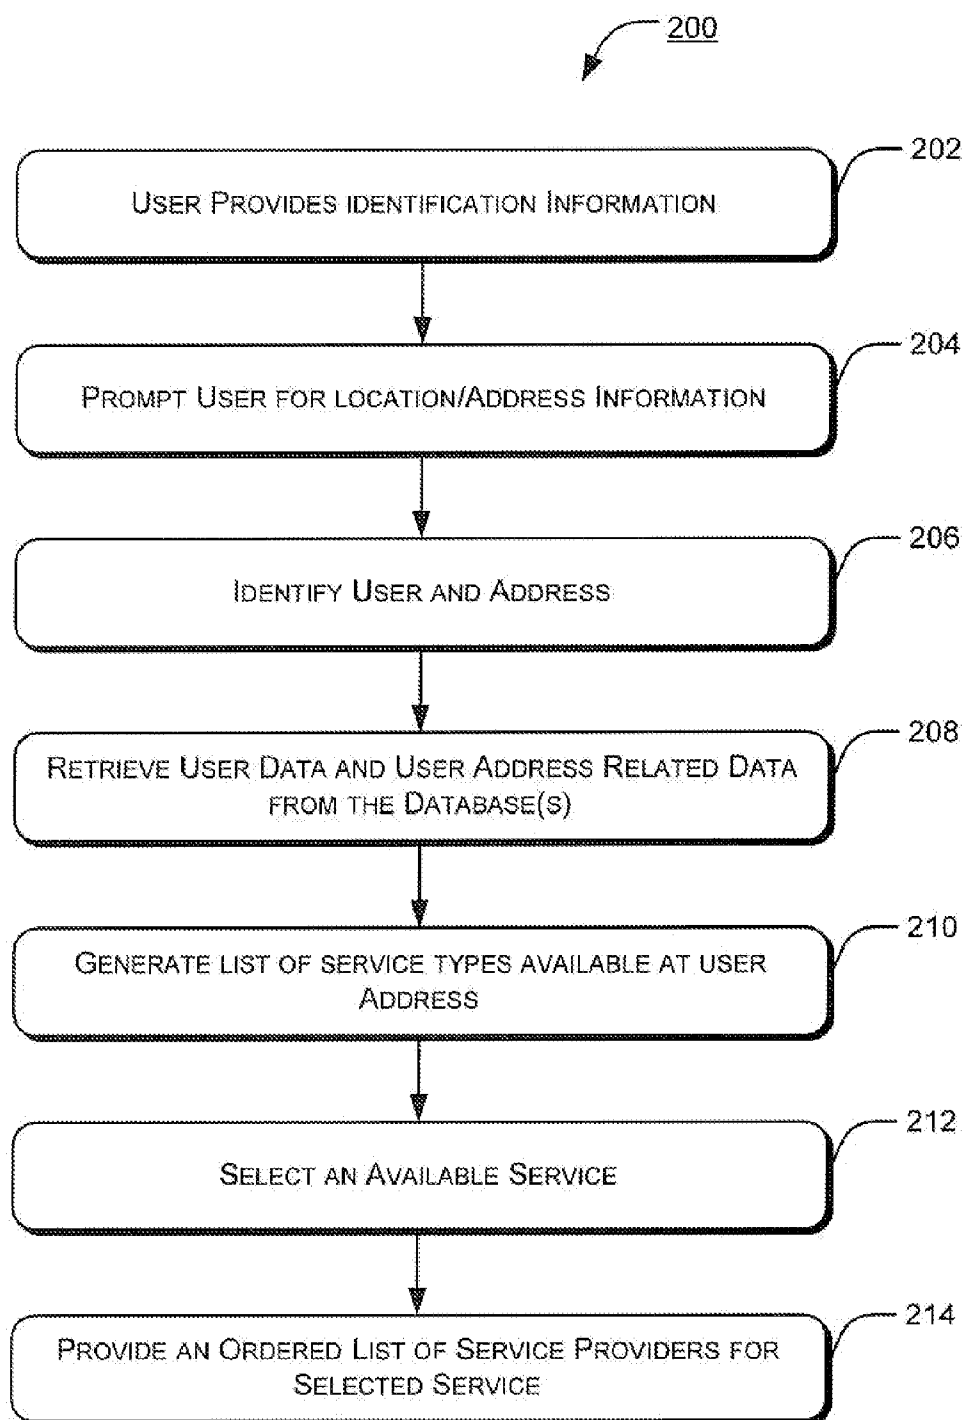 200
202
USER PROVIDES IDENTIFICATION INFORMATION
204
PROMPT USER FOR LOCATION/ADDRESS INFORMATION
206
IDENTIFY USER AND ADDRESS
208
RETRIEVE USER DATA AND USER ADDRESS RELATED DATA
FROM THE DATABASE(S)
210
GENERATE LIST OF SERVICE TYPES AVAILABLE AT USER
ADDRESS
212
SELECT AN AVAILABLE SERVICE
214
PROVIDE AN ORDERED LIST OF SERVICE PROVIDERS FOR
SELECTED SERVICE